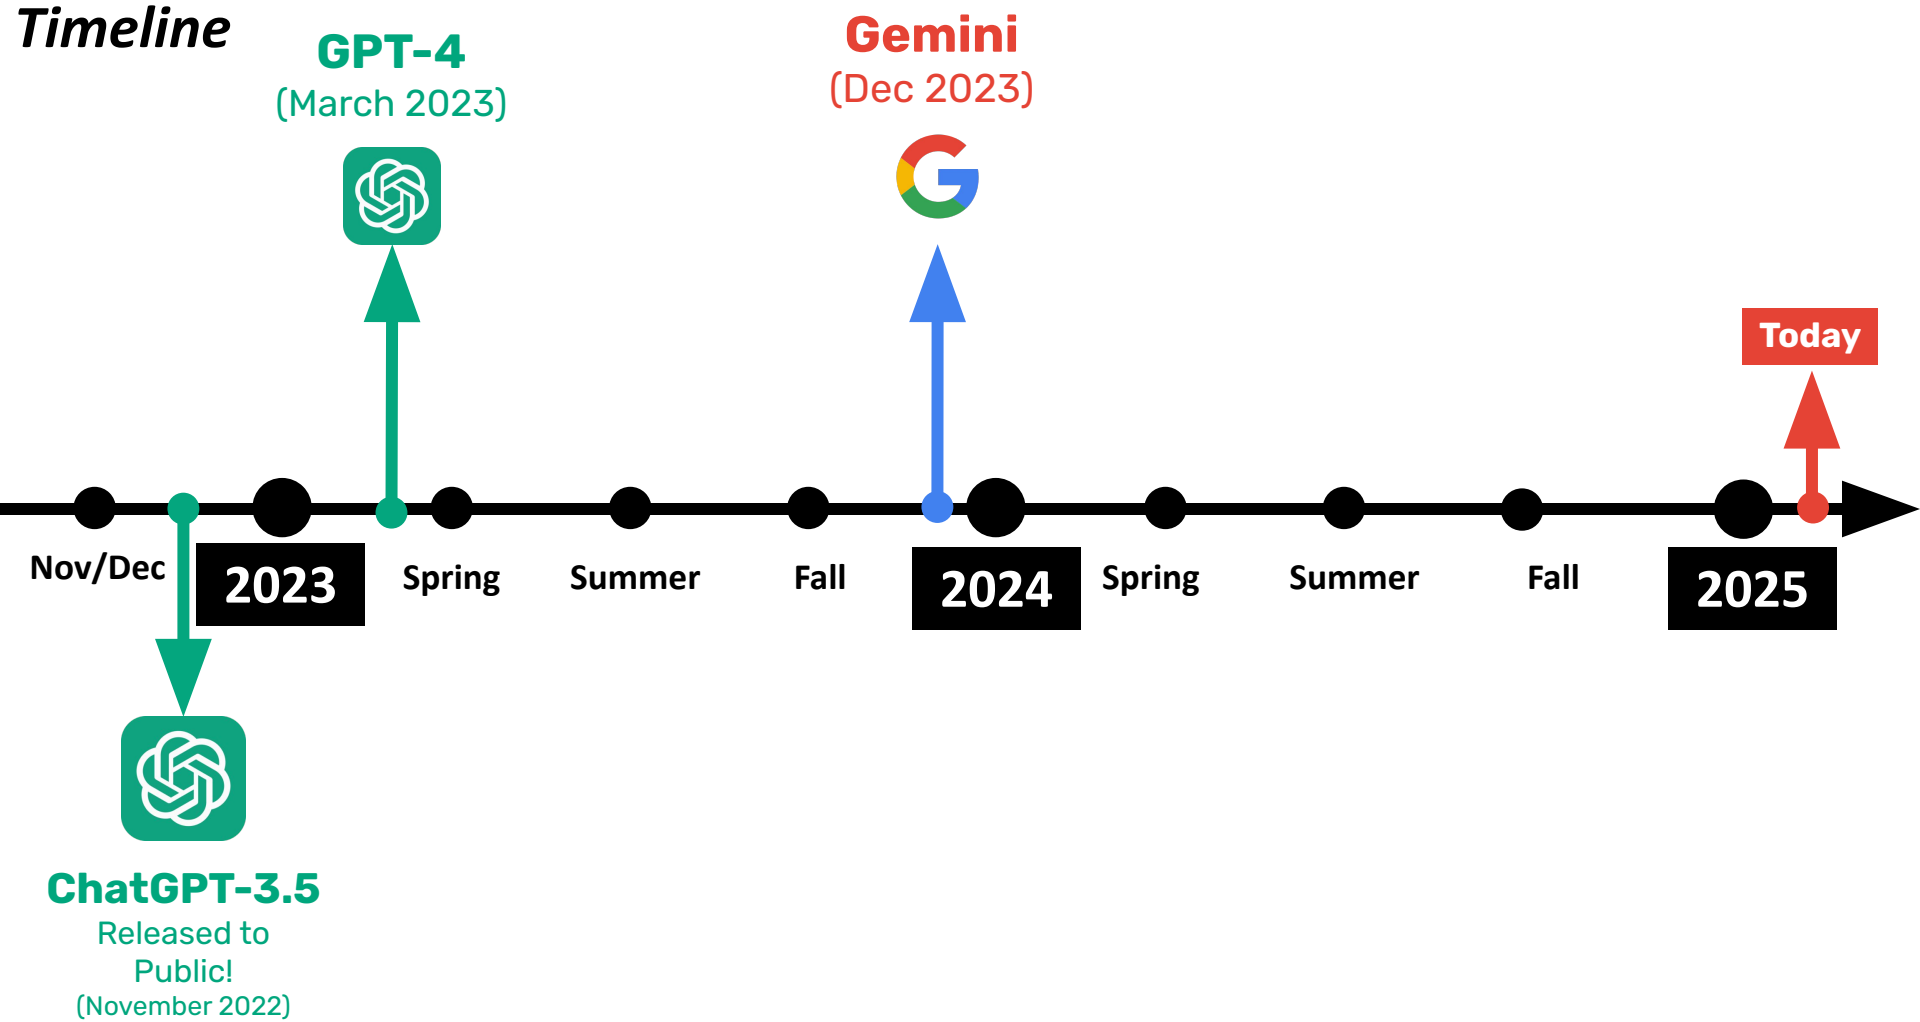 Timeline
GPT-4
(March 2023)
Gemini
(Dec 2023)
Today
Nov/Dec
2023
Spring
Summer
Fall
2024
Spring
Summer
Fall
2025
ChatGPT-3.5
Released to
Public!
(November 2022)